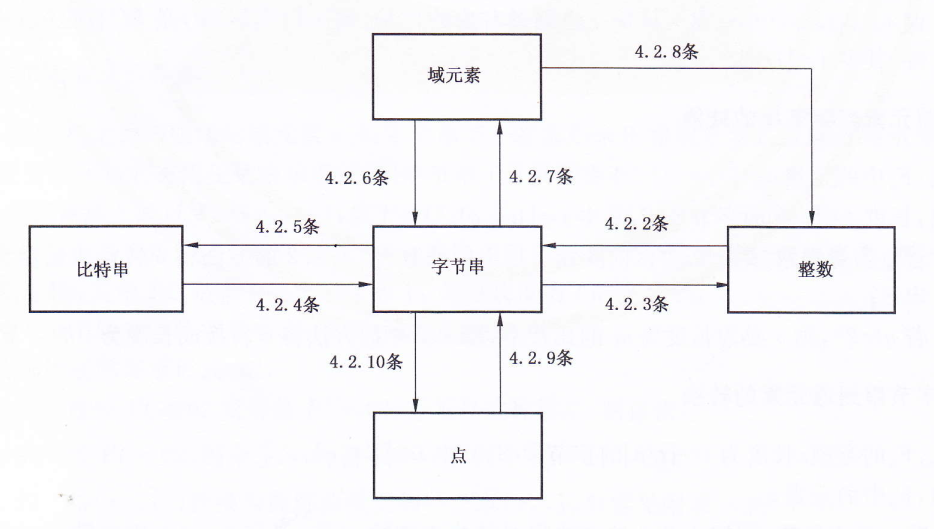 域元素
4.2.8条
4.2.6条
4.2.7条
4.2.5条
4.2.2条
比特串
字节串
整数
4.2.4条
4.2.3条
4.2.10条
4.2.9条
点